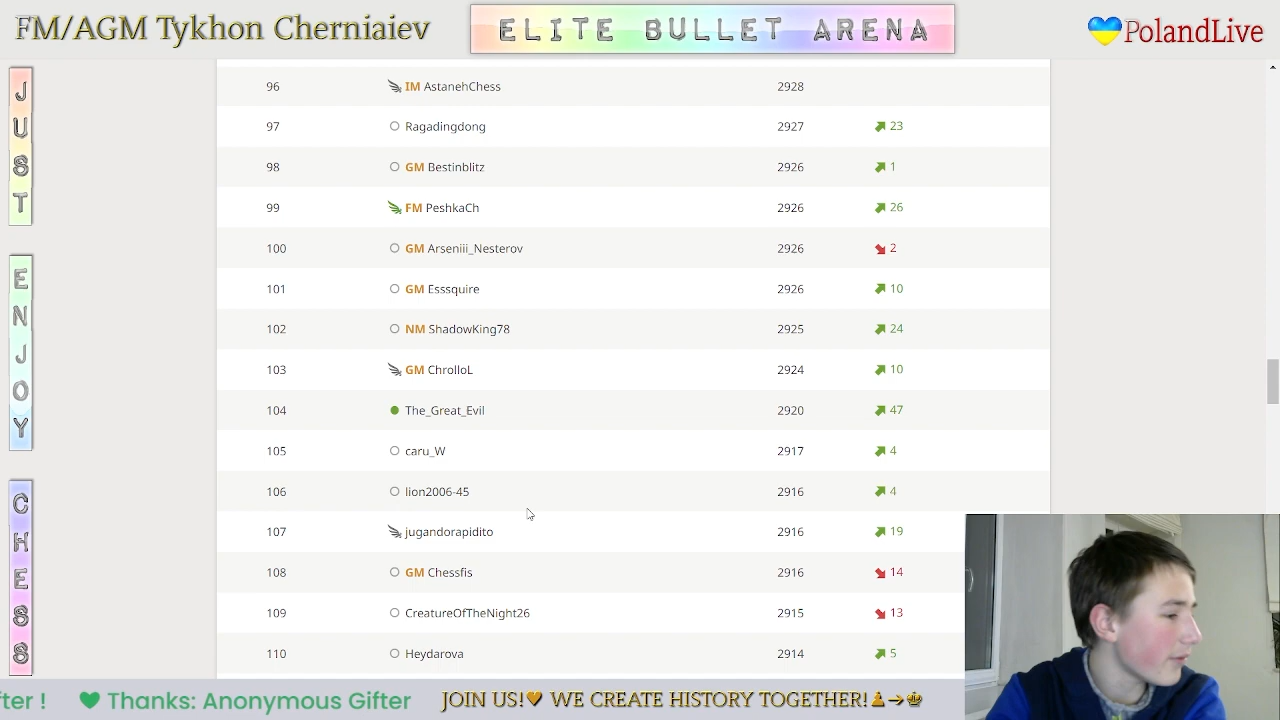 FM/AGM Tykhon Cherniaiev
ELITE BULLET ARENA
PolandLive
JUST
ENJOY
CHESS
96 IM AstanehChess 2928
97 Ragadingdong 2927 23
98 GM Bestinblitz 2926 1
99 FM PeshkaCh 2926 26
100 GM Arseniii_Nesterov 2926 2
101 GM Esssquire 2926 10
102 NM ShadowKing78 2925 24
103 GM ChrolloL 2924 10
104 The_Great_Evil 2920 47
105 caru_W 2917 4
106 lion2006-45 2916 4
107 jugandorapidito 2916 19
108 GM Chessfis 2916 14
109 CreatureOfTheNight26 2915 13
110 Heydarova 2914 5
fter ! Thanks: Anonymous Gifter JOIN US! WE CREATE HISTORY TOGETHER!